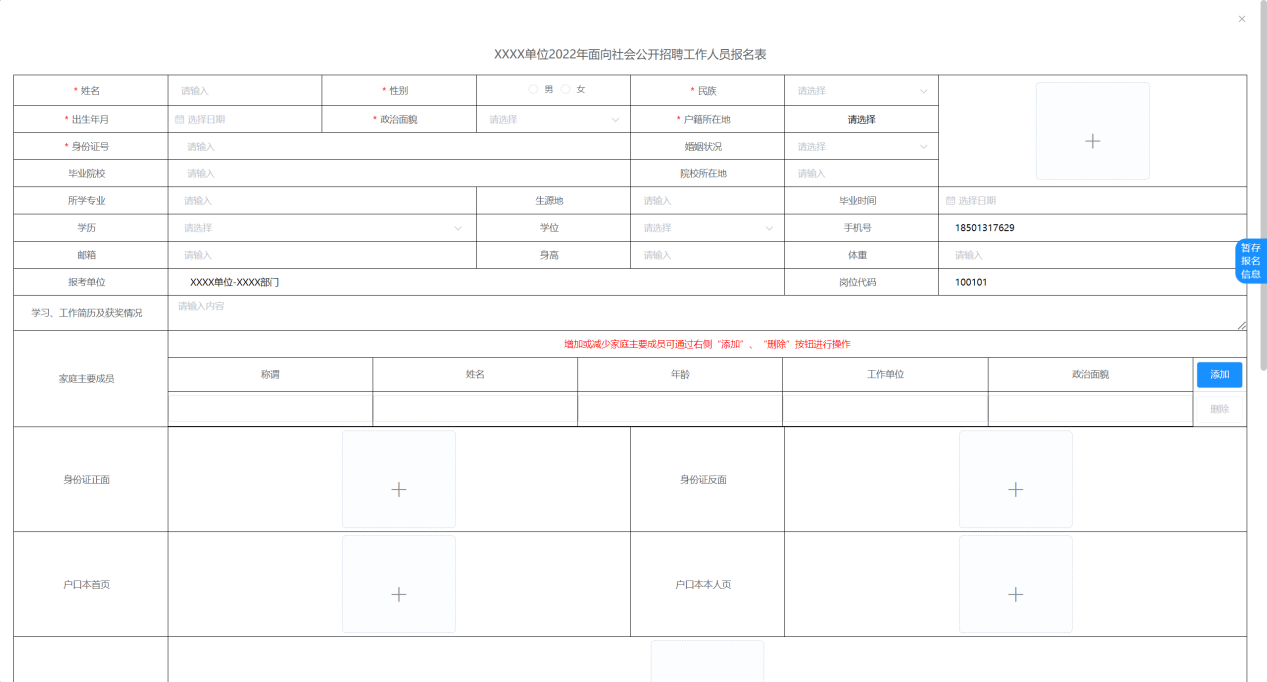 ×
XXXX单位2022年面向社会公开招聘工作人员报名表
* 姓名 请输入 * 性别 男 女 * 民族 请选择
* 出生年月 选择日期 * 政治面貌 请选择 * 户籍所在地 请选择
* 身份证号 请输入 婚姻状况 请选择
毕业院校 请输入 院校所在地 请输入
所学专业 请输入 生源地 请输入 毕业时间 选择日期
学历 请选择 学位 请选择 手机号 18501317629
邮箱 请输入 身高 请输入 体重 请输入
暂存
报名
信息
报考单位 XXXX单位-XXXX部门 岗位代码 100101
学习、工作简历及获奖情况 请输入内容
增加或减少家庭主要成员可通过右侧“添加”、“删除”按钮进行操作
家庭主要成员 称谓 姓名 年龄 工作单位 政治面貌 添加
删除
身份证正面 身份证反面
户口本首页 户口本本人页